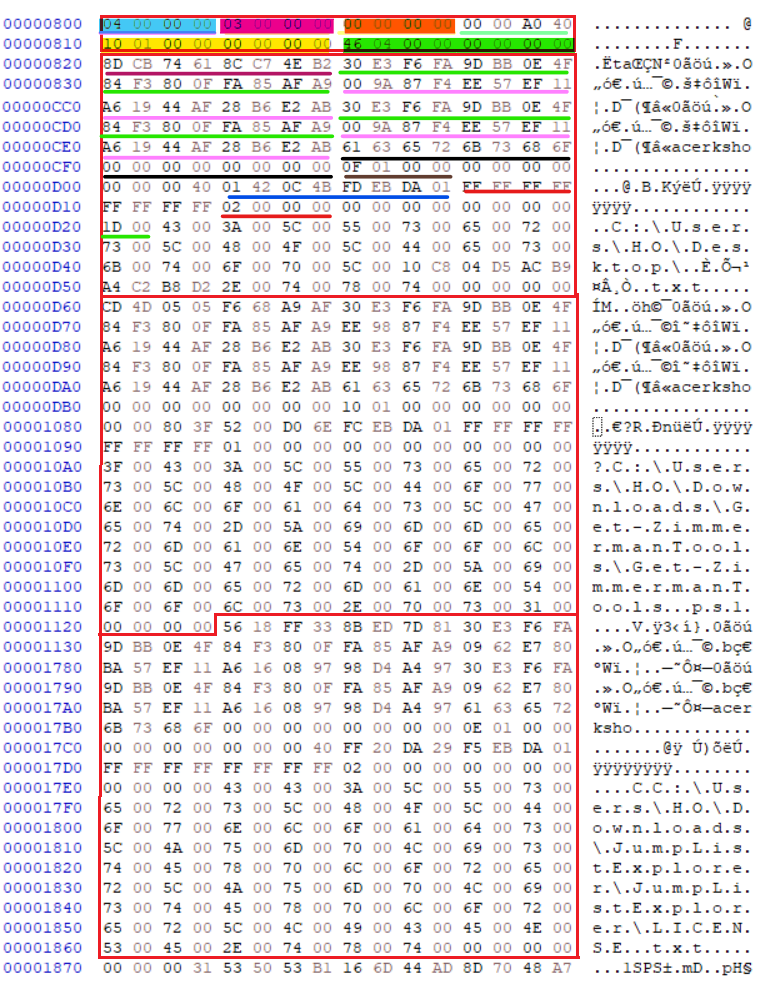 00000800 04 00 00 00 03 00 00 00 00 00 00 00 00 00 A0 40 .............. @
00000810 10 01 00 00 00 00 00 00 46 04 00 00 00 00 00 00 ........F.......
00000820 8D CB 74 61 8C C7 4E B2 30 E3 F6 FA 9D BB 0E 4F .ËtaŒÇN²0ãöú.».O
00000830 84 F3 80 0F FA 85 AF A9 00 9A 87 F4 EE 57 EF 11 „ó€.ú…¯©.š‡ôîWï.
00000CC0 A6 19 44 AF 28 B6 E2 AB 30 E3 F6 FA 9D BB 0E 4F ¦.D¯(¶â«0ãöú.».O
00000CD0 84 F3 80 0F FA 85 AF A9 00 9A 87 F4 EE 57 EF 11 „ó€.ú…¯©.š‡ôîWï.
00000CE0 A6 19 44 AF 28 B6 E2 AB 61 63 65 72 6B 73 68 6F ¦.D¯(¶â«acerksho
00000CF0 00 00 00 00 00 00 00 00 0F 01 00 00 00 00 00 00 ................
00000D00 00 00 00 40 01 42 0C 4B FD EB DA 01 FF FF FF FF ...@.B.KýëÚ.ÿÿÿÿ
00000D10 FF FF FF FF 02 00 00 00 00 00 00 00 00 00 00 00 ÿÿÿÿ............
00000D20 1D 00 43 00 3A 00 5C 00 55 00 73 00 65 00 72 00 ..C.:.\.U.s.e.r.
00000D30 73 00 5C 00 48 00 4F 00 5C 00 44 00 65 00 73 00 s.\.H.O.\.D.e.s.
00000D40 6B 00 74 00 6F 00 70 00 5C 00 10 C8 04 D5 AC B9 k.t.o.p.\..È.Õ¬¹
00000D50 A4 C2 B8 D2 2E 00 74 00 78 00 74 00 00 00 00 00 ¤Â¸Ò..t.x.t.....
00000D60 CD 4D 05 05 F6 68 A9 AF 30 E3 F6 FA 9D BB 0E 4F ÍM..öh©¯0ãöú.».O
00000D70 84 F3 80 0F FA 85 AF A9 EE 98 87 F4 EE 57 EF 11 „ó€.ú…¯©î˜‡ôîWï.
00000D80 A6 19 44 AF 28 B6 E2 AB 30 E3 F6 FA 9D BB 0E 4F ¦.D¯(¶â«0ãöú.».O
00000D90 84 F3 80 0F FA 85 AF A9 EE 98 87 F4 EE 57 EF 11 „ó€.ú…¯©î˜‡ôîWï.
00000DA0 A6 19 44 AF 28 B6 E2 AB 61 63 65 72 6B 73 68 6F ¦.D¯(¶â«acerksho
00000DB0 00 00 00 00 00 00 00 00 10 01 00 00 00 00 00 00 ................
00001080 00 00 80 3F 52 00 D0 6E FC EB DA 01 FF FF FF FF ..€?R.ÐnüëÚ.ÿÿÿÿ
00001090 FF FF FF FF 01 00 00 00 00 00 00 00 00 00 00 00 ÿÿÿÿ............
000010A0 3F 00 43 00 3A 00 5C 00 55 00 73 00 65 00 72 00 ?.C.:.\.U.s.e.r.
000010B0 73 00 5C 00 48 00 4F 00 5C 00 44 00 6F 00 77 00 s.\.H.O.\.D.o.w.
000010C0 6E 00 6C 00 6F 00 61 00 64 00 73 00 5C 00 47 00 n.l.o.a.d.s.\.G.
000010D0 65 00 74 00 2D 00 5A 00 69 00 6D 00 6D 00 65 00 e.t.-.Z.i.m.m.e.
000010E0 72 00 6D 00 61 00 6E 00 54 00 6F 00 6F 00 6C 00 r.m.a.n.T.o.o.l.
000010F0 73 00 5C 00 47 00 65 00 74 00 2D 00 5A 00 69 00 s.\.G.e.t.-.Z.i.
00001100 6D 00 6D 00 65 00 72 00 6D 00 61 00 6E 00 54 00 m.m.e.r.m.a.n.T.
00001110 6F 00 6F 00 6C 00 73 00 2E 00 70 00 73 00 31 00 o.o.l.s...p.s.1.
00001120 00 00 00 00 56 18 FF 33 8B ED 7D 81 30 E3 F6 FA ....V.ÿ3‹í}.0ãöú
00001130 9D BB 0E 4F 84 F3 80 0F FA 85 AF A9 09 62 E7 80 .».O„ó€.ú…¯©.bç€
00001780 BA 57 EF 11 A6 16 08 97 98 D4 A4 97 30 E3 F6 FA ºWï.¦..—˜Ô¤—0ãöú
00001790 9D BB 0E 4F 84 F3 80 0F FA 85 AF A9 09 62 E7 80 .».O„ó€.ú…¯©.bç€
000017A0 BA 57 EF 11 A6 16 08 97 98 D4 A4 97 61 63 65 72 ºWï.¦..—˜Ô¤—acer
000017B0 6B 73 68 6F 00 00 00 00 00 00 00 00 0E 01 00 00 ksho............
000017C0 00 00 00 00 00 00 00 40 FF 20 DA 29 F5 EB DA 01 .......@ÿ Ú)õëÚ.
000017D0 FF FF FF FF FF FF FF FF 02 00 00 00 00 00 00 00 ÿÿÿÿÿÿÿÿ........
000017E0 00 00 00 00 43 00 43 00 3A 00 5C 00 55 00 73 00 ....C.C.:.\.U.s.
000017F0 65 00 72 00 73 00 5C 00 48 00 4F 00 5C 00 44 00 e.r.s.\.H.O.\.D.
00001800 6F 00 77 00 6E 00 6C 00 6F 00 61 00 64 00 73 00 o.w.n.l.o.a.d.s.
00001810 5C 00 4A 00 75 00 6D 00 70 00 4C 00 69 00 73 00 \.J.u.m.p.L.i.s.
00001820 74 00 45 00 78 00 70 00 6C 00 6F 00 72 00 65 00 t.E.x.p.l.o.r.e.
00001830 72 00 5C 00 4A 00 75 00 6D 00 70 00 4C 00 69 00 r.\.J.u.m.p.L.i.
00001840 73 00 74 00 45 00 78 00 70 00 6C 00 6F 00 72 00 s.t.E.x.p.l.o.r.
00001850 65 00 72 00 5C 00 4C 00 49 00 43 00 45 00 4E 00 e.r.\.L.I.C.E.N.
00001860 53 00 45 00 2E 00 74 00 78 00 74 00 00 00 00 00 S.E...t.x.t.....
00001870 00 00 00 31 53 50 53 B1 16 6D 44 AD 8D 70 48 A7 ...1SPS±.mD­.pH§